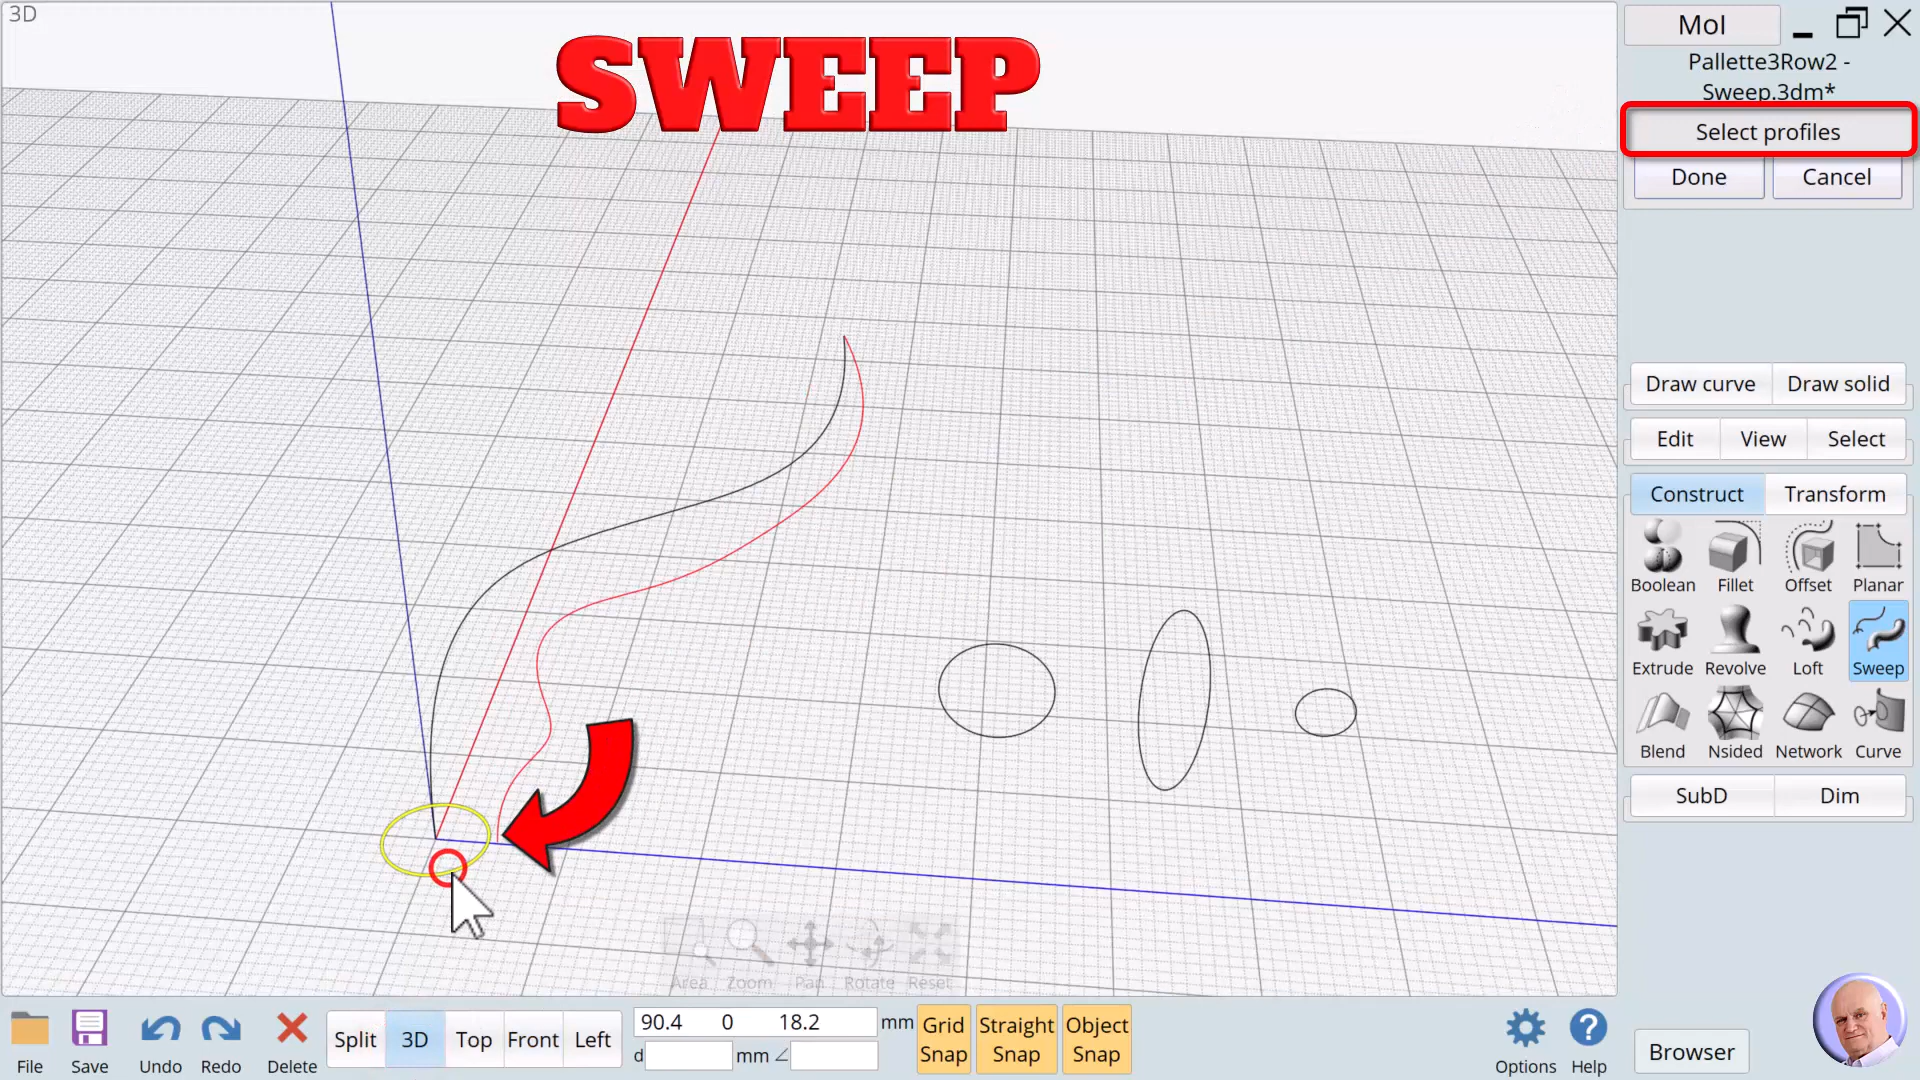 3D
SWEEP
MoI
Pallette3Row2 -
Sweep.3dm*
Select profiles
Done Cancel
Draw curve Draw solid
Edit View Select
Construct Transform
Boolean Fillet Offset Planar
Extrude Revolve Loft Sweep
Blend Nsided Network Curve
SubD Dim
Area Zoom Pan Rotate Reset
File Save Undo Redo Delete
Split 3D Top Front Left
90.4 0 18.2 mm
d mm ∠
Grid Snap
Straight Snap
Object Snap
Options Help
Browser